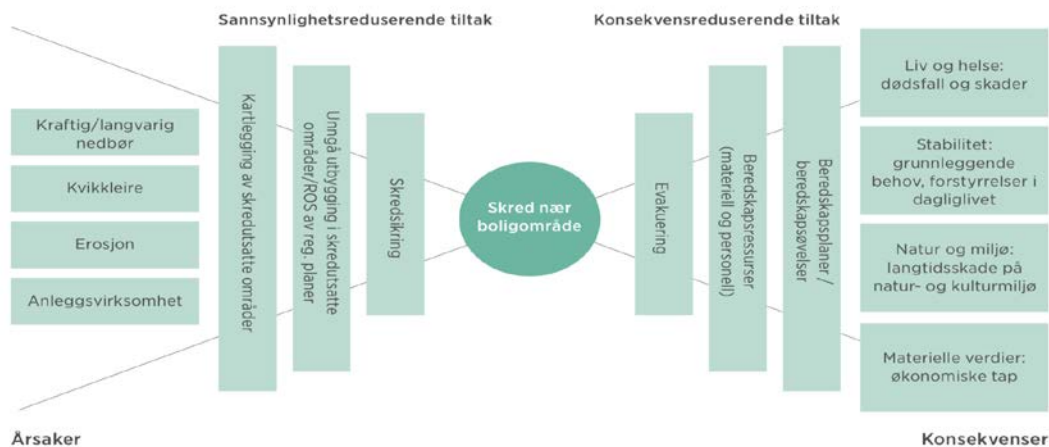 Sannsynlighetsreduserende tiltak
Konsekvensreduserende tiltak
Kraftig/langvarig
nedbør
Kvikkleire
Erosjon
Anleggsvirksomhet
Kartlegging av skredutsatte områder
Unngå utbygging i skredutsatte
områder/ROS av reg. planer
Skredsikring
Skred nær
boligområde
Evakuering
Beredskapsressurser
(materiell og personell)
Beredskapsplaner /
beredskapsøvelser
Liv og helse:
dødsfall og skader
Stabilitet:
grunnleggende
behov, forstyrrelser i
dagliglivet
Natur og miljø:
langtidsskade på
natur- og kulturmiljø
Materielle verdier:
økonomiske tap
Årsaker
Konsekvenser